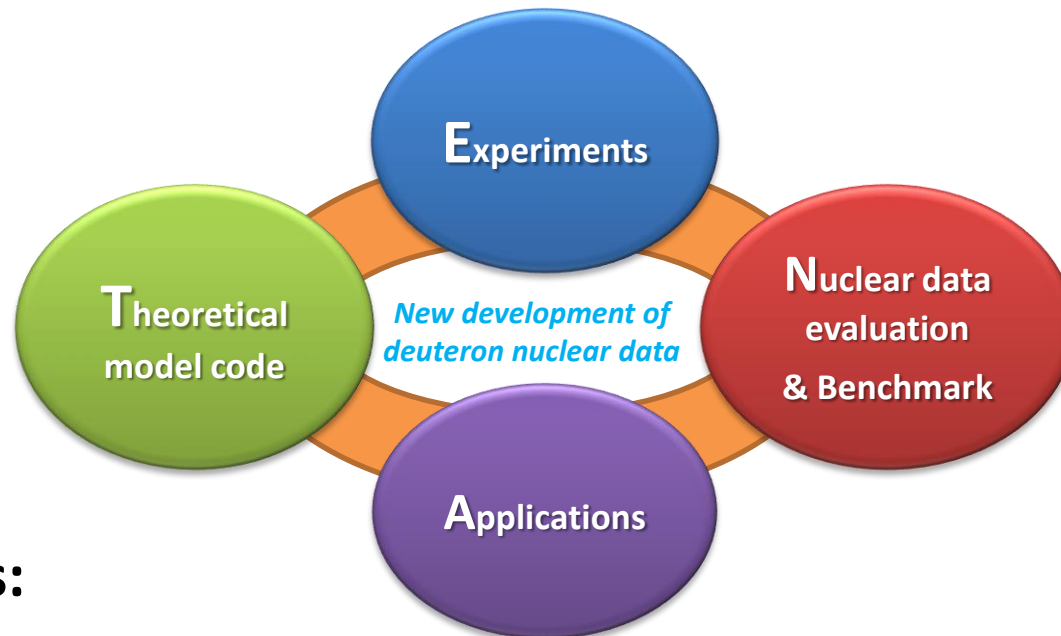 Experiments
Theoretical
model code
New development of
deuteron nuclear data
Nuclear data
evaluation
& Benchmark
Applications
s: